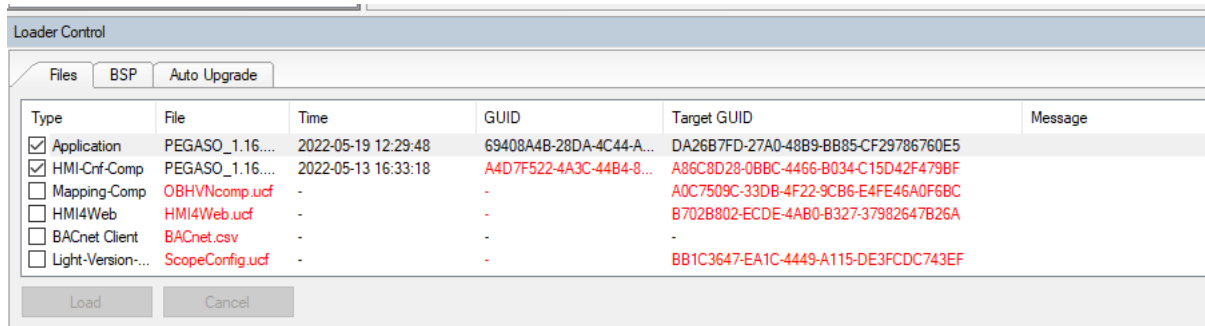 Loader Control
Files BSP Auto Upgrade
Type File Time GUID Target GUID Message
Application PEGASO_1.16.... 2022-05-19 12:29:48 69408A4B-28DA-4C44-A... DA26B7FD-27A0-48B9-BB85-CF29786760E5
HMI-Cnf-Comp PEGASO_1.16.... 2022-05-13 16:33:18 A4D7F522-4A3C-44B4-8... A86C8D28-0BBC-4466-B034-C15D42F479BF
Mapping-Comp OBHVNcomp.ucf - - A0C7509C-33DB-4F22-9CB6-E4FE46A0F6BC
HMI4Web HMI4Web.ucf - - B702B802-ECDE-4AB0-B327-37982647B26A
BACnet Client BACnet.csv - - -
Light-Version-... ScopeConfig.ucf - - BB1C3647-EA1C-4449-A115-DE3FCDC743EF
Load Cancel